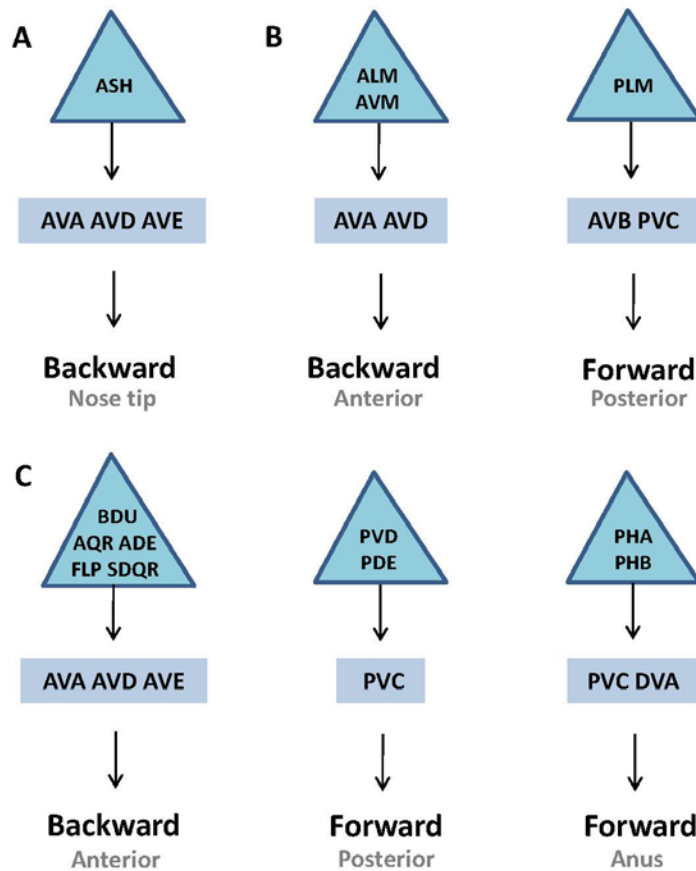 A
ASH
AVA AVD AVE
Backward
Nose tip
B
ALM
AVM
AVA AVD
Backward
Anterior
PLM
AVB PVC
Forward
Posterior
C
BDU
AQR ADE
FLP SDQR
AVA AVD AVE
Backward
Anterior
PVD
PDE
PVC
Forward
Posterior
PHA
PHB
PVC DVA
Forward
Anus